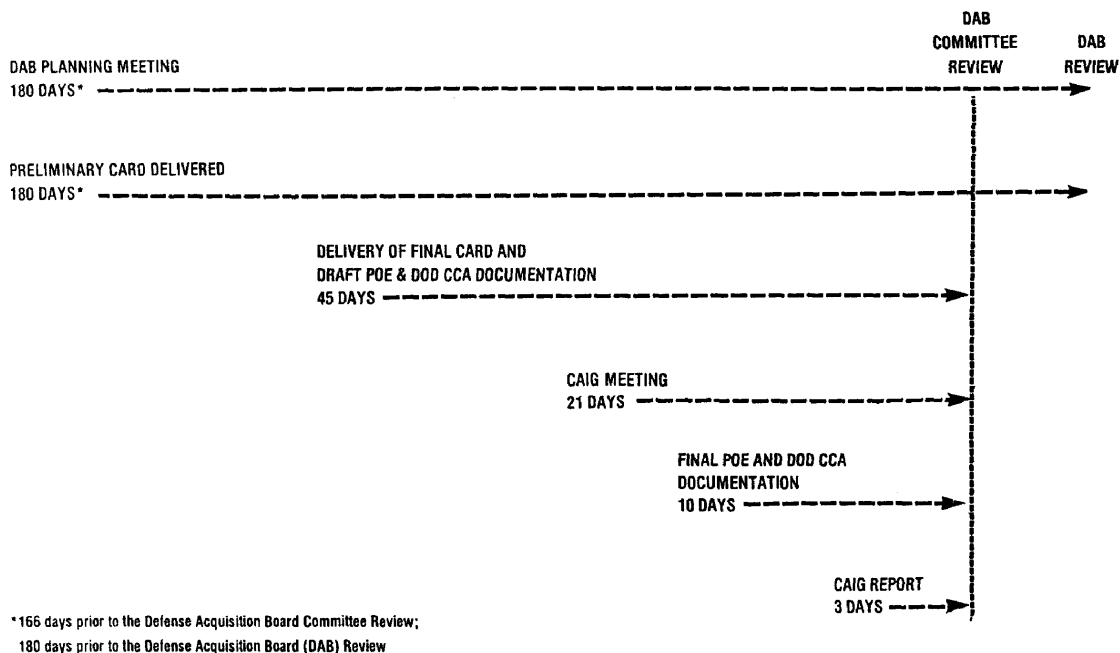 DAB
COMMITTEE
REVIEW
DAB
REVIEW
DAB PLANNING MEETING
180 DAYS*
PRELIMINARY CARD DELIVERED
180 DAYS*
DELIVERY OF FINAL CARD AND
DRAFT POE & DOD CCA DOCUMENTATION
45 DAYS
CAIG MEETING
21 DAYS
FINAL POE AND DOD CCA
DOCUMENTATION
10 DAYS
CAIG REPORT
3 DAYS
*166 days prior to the Defense Acquisition Board Committee Review;
180 days prior to the Defense Acquisition Board (DAB) Review